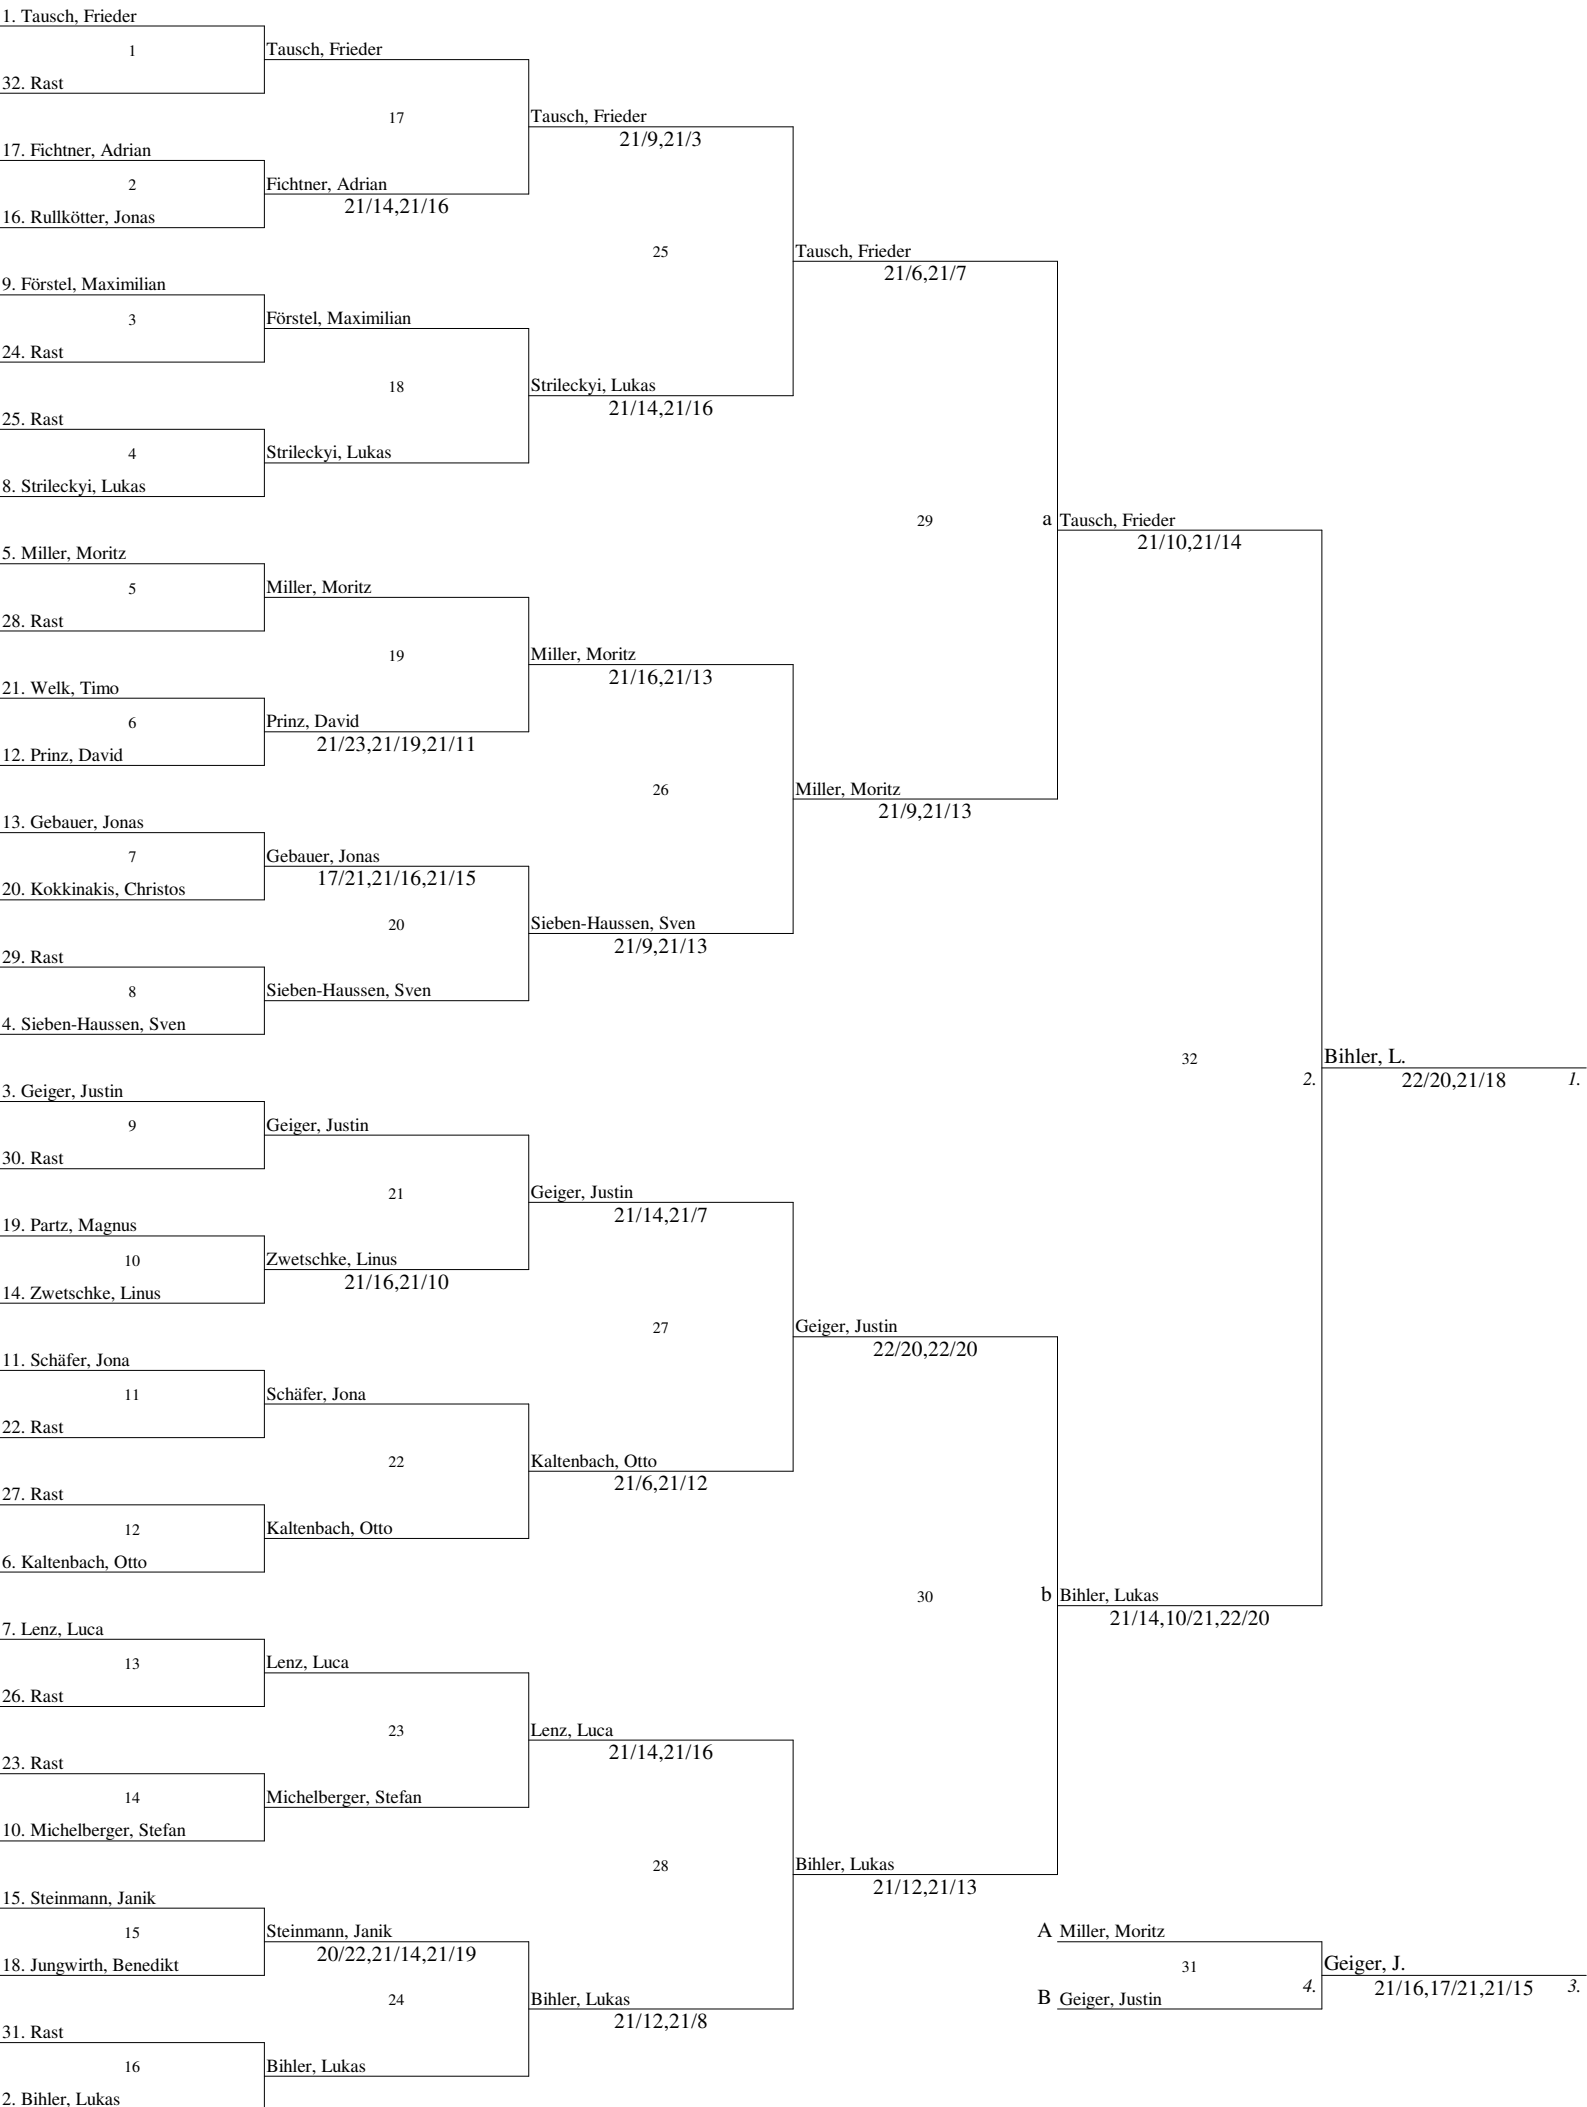 1. Tausch, Frieder
1
Tausch, Frieder
32. Rast
17
Tausch, Frieder
21/9,21/3
17. Fichtner, Adrian
2
Fichtner, Adrian
21/14,21/16
16. Rullkötter, Jonas
25
Tausch, Frieder
21/6,21/7
9. Förstel, Maximilian
3
Förstel, Maximilian
24. Rast
18
Strileckyi, Lukas
21/14,21/16
25. Rast
4
Strileckyi, Lukas
8. Strileckyi, Lukas
29
a Tausch, Frieder
21/10,21/14
5. Miller, Moritz
5
Miller, Moritz
28. Rast
19
Miller, Moritz
21/16,21/13
21. Welk, Timo
6
Prinz, David
21/23,21/19,21/11
12. Prinz, David
26
Miller, Moritz
21/9,21/13
13. Gebauer, Jonas
7
Gebauer, Jonas
17/21,21/16,21/15
20. Kokkinakis, Christos
20
Sieben-Haussen, Sven
21/9,21/13
29. Rast
8
Sieben-Haussen, Sven
4. Sieben-Haussen, Sven
32
Bihler, L.
2.
22/20,21/18
1.
3. Geiger, Justin
9
Geiger, Justin
30. Rast
21
Geiger, Justin
21/14,21/7
19. Partz, Magnus
10
Zwetschke, Linus
21/16,21/10
14. Zwetschke, Linus
27
Geiger, Justin
22/20,22/20
11. Schäfer, Jona
11
Schäfer, Jona
22. Rast
22
Kaltenbach, Otto
21/6,21/12
27. Rast
12
Kaltenbach, Otto
6. Kaltenbach, Otto
30
b Bihler, Lukas
21/14,10/21,22/20
7. Lenz, Luca
13
Lenz, Luca
26. Rast
23
Lenz, Luca
21/14,21/16
23. Rast
14
Michelberger, Stefan
10. Michelberger, Stefan
28
Bihler, Lukas
21/12,21/13
15. Steinmann, Janik
15
Steinmann, Janik
20/22,21/14,21/19
18. Jungwirth, Benedikt
24
Bihler, Lukas
21/12,21/8
31. Rast
16
Bihler, Lukas
2. Bihler, Lukas
A Miller, Moritz
31
Geiger, J.
4.
21/16,17/21,21/15
3.
B Geiger, Justin